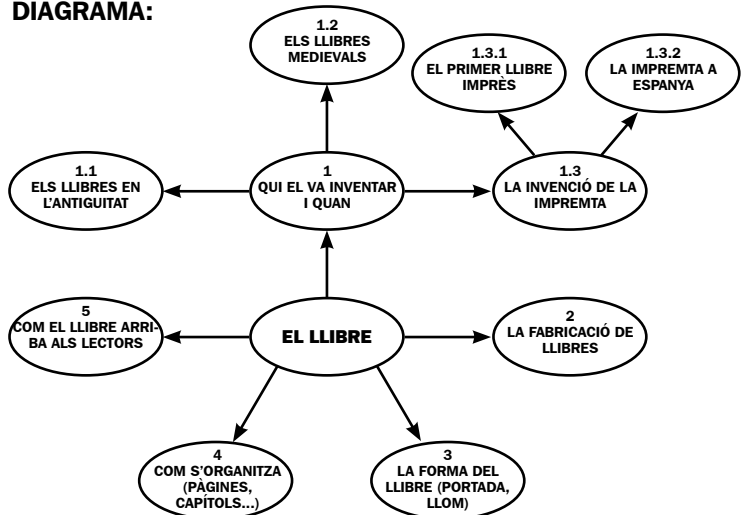 DIAGRAMA:
1.2
ELS LLIBRES
MEDIEVALS
1.3.1
EL PRIMER LLIBRE
IMPRÈS
1.3.2
LA IMPREMTA A
ESPANYA
1.1
ELS LLIBRES EN
L'ANTIGUITAT
1
QUI EL VA INVENTAR
I QUAN
1.3
LA INVENCIÓ DE LA
IMPREMTA
5
COM EL LLIBRE ARRI-
BA ALS LECTORS
EL LLIBRE
2
LA FABRICACIÓ DE
LLIBRES
4
COM S'ORGANITZA
(PÀGINES,
CAPÍTOLS...)
3
LA FORMA DEL
LLIBRE (PORTADA,
LLOM)